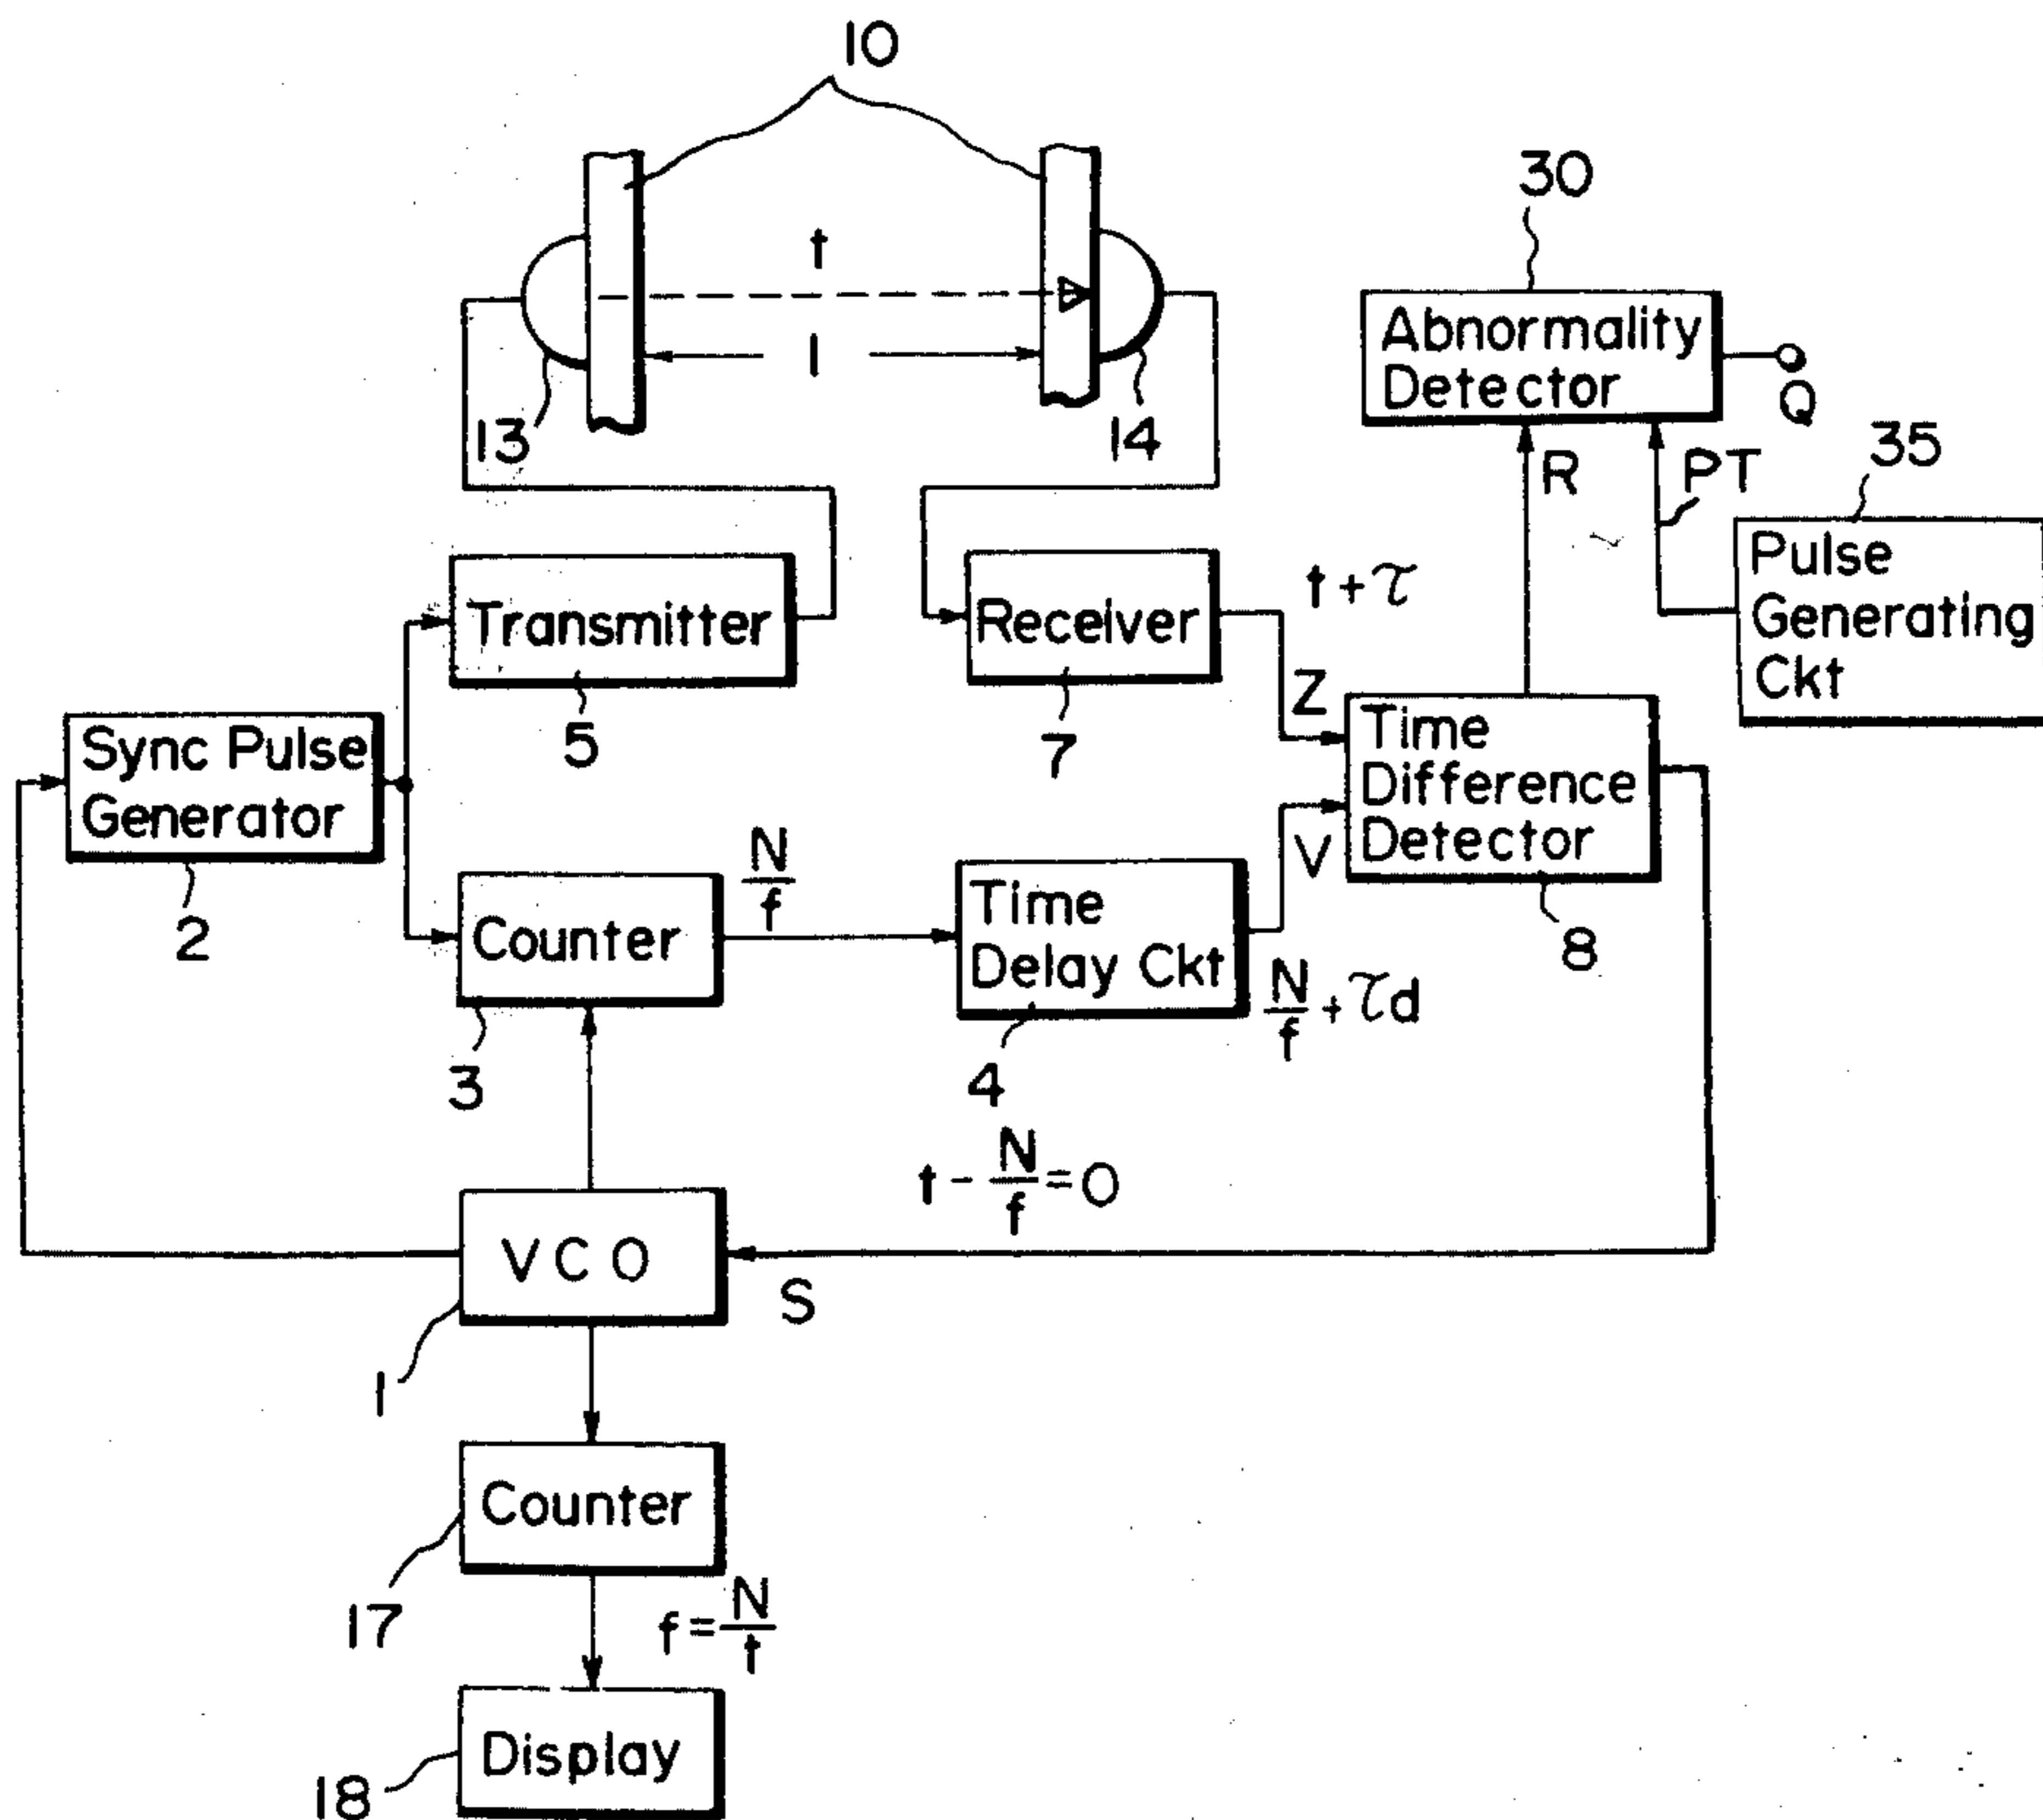 10
30
t
l
Abnormality
Detector
Q
13
14
R
PT
35
Pulse
Generating
Ckt
Transmitter
5
Receiver
7
t + τ
Z
Sync Pulse
Generator
2
Time
Difference
Detector
8
V
N/f
Counter
3
Time
Delay Ckt
4
N/f + τd
t - N/f = 0
VCO
1
S
Counter
17
f = N/t
Display
18